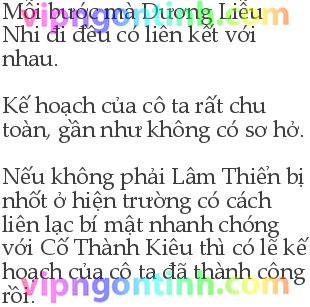 Mỗi bước mà Dương Liễu
Nhi đi đều có liên kết với
nhau.
Kế hoạch của cô ta rất chu
toàn, gần như không có sơ hở.
Nếu không phải Lâm Thiển bị
nhốt ở hiện trường có cách
liên lạc bí mật nhanh chóng
với Cố Thành Kiêu thì có lẽ kế
hoạch của cô ta đã thành công
rồi.
vipngontinh.com
vipngontinh.com